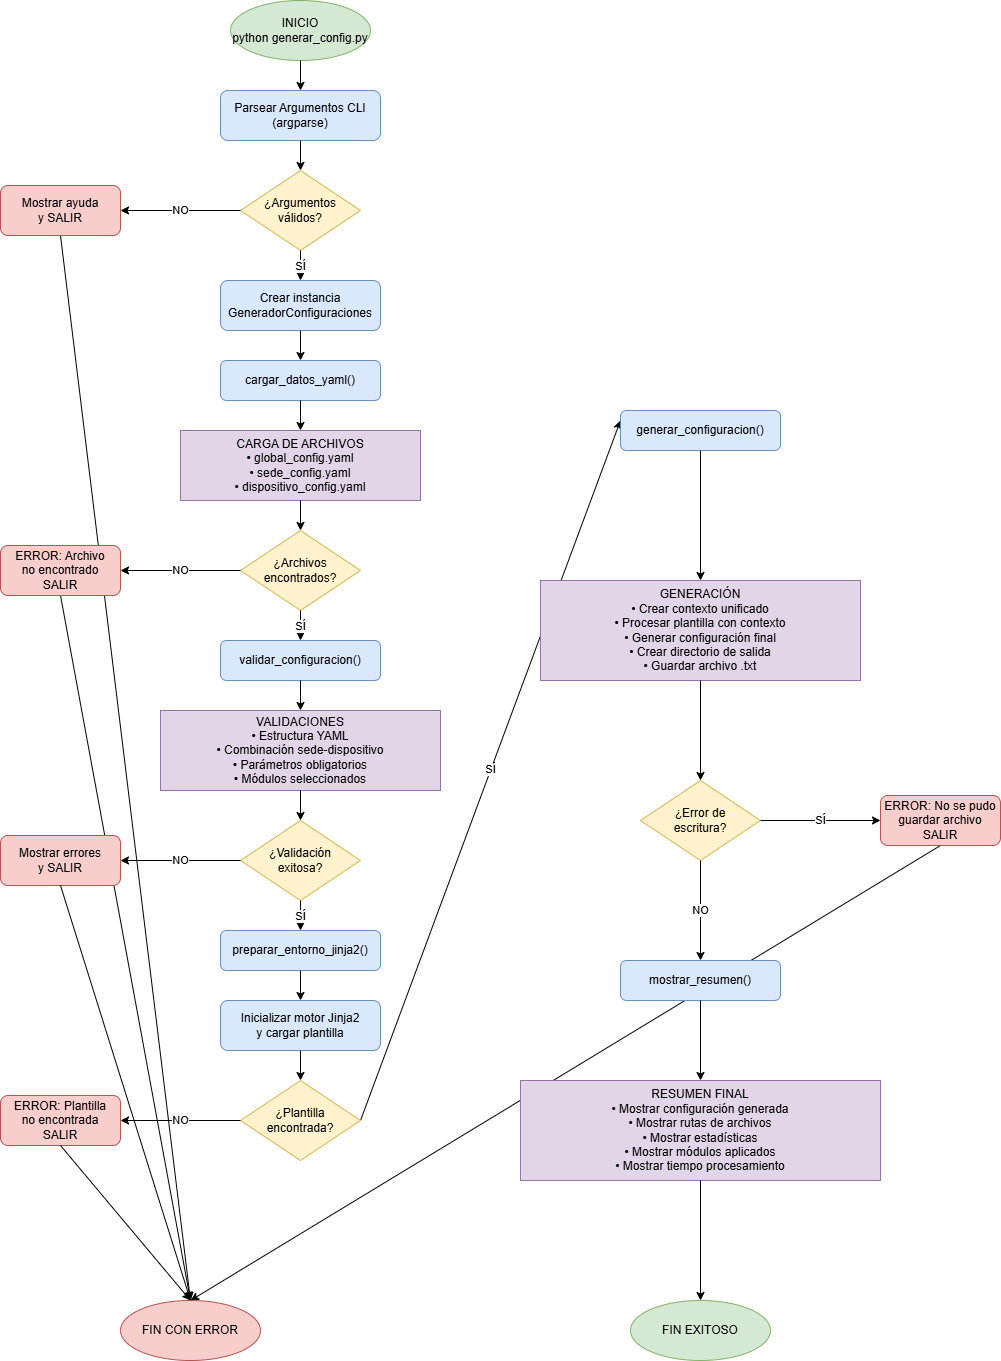 INICIO
python generar_config.py
Parsear Argumentos CLI
(argparse)
¿Argumentos
válidos?
NO
Mostrar ayuda
y SALIR
SÍ
Crear instancia
GeneradorConfiguraciones
cargar_datos_yaml()
CARGA DE ARCHIVOS
• global_config.yaml
• sede_config.yaml
• dispositivo_config.yaml
¿Archivos
encontrados?
NO
ERROR: Archivo
no encontrado
SALIR
SÍ
validar_configuracion()
VALIDACIONES
• Estructura YAML
• Combinación sede-dispositivo
• Parámetros obligatorios
• Módulos seleccionados
¿Validación
exitosa?
NO
Mostrar errores
y SALIR
SÍ
preparar_entorno_jinja2()
Inicializar motor Jinja2
y cargar plantilla
¿Plantilla
encontrada?
NO
ERROR: Plantilla
no encontrada
SALIR
SÍ
generar_configuracion()
GENERACIÓN
• Crear contexto unificado
• Procesar plantilla con contexto
• Generar configuración final
• Crear directorio de salida
• Guardar archivo .txt
¿Error de
escritura?
SÍ
ERROR: No se pudo
guardar archivo
SALIR
NO
mostrar_resumen()
RESUMEN FINAL
• Mostrar configuración generada
• Mostrar rutas de archivos
• Mostrar estadísticas
• Mostrar módulos aplicados
• Mostrar tiempo procesamiento
FIN CON ERROR
FIN EXITOSO